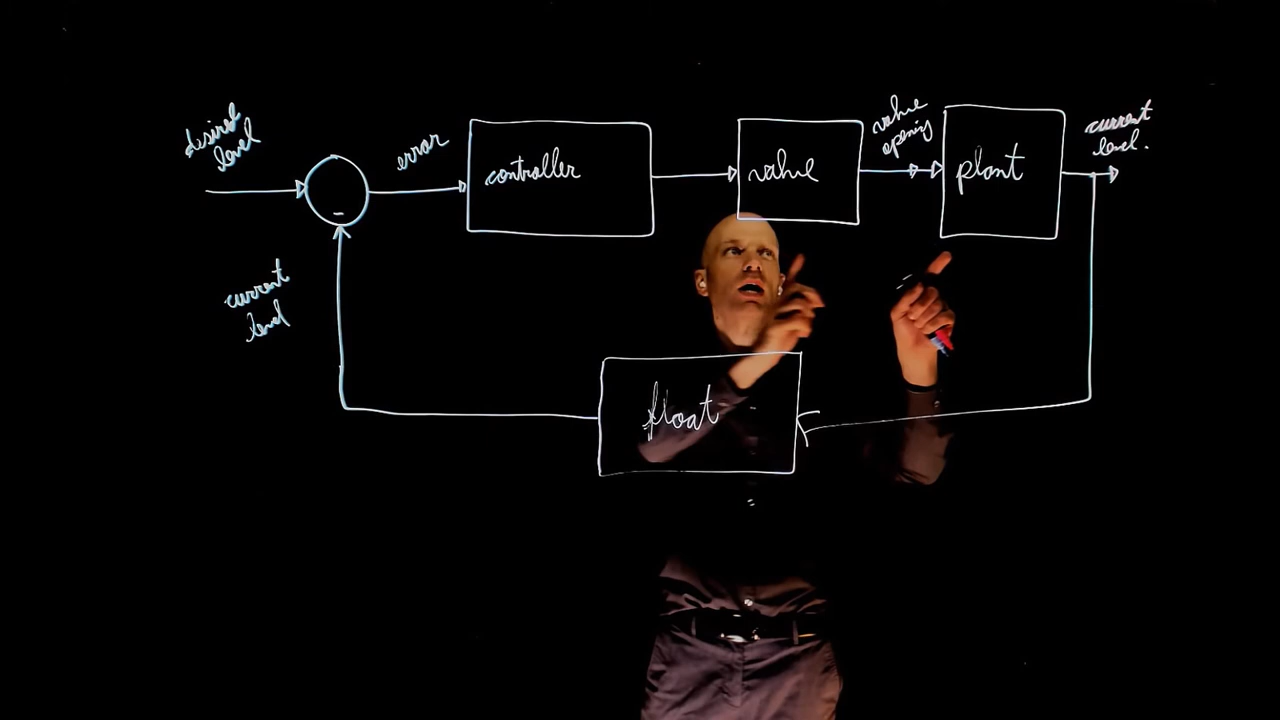 desired
level
error
controller
valve
valve
opening
plant
current
level.
-
current
level
float